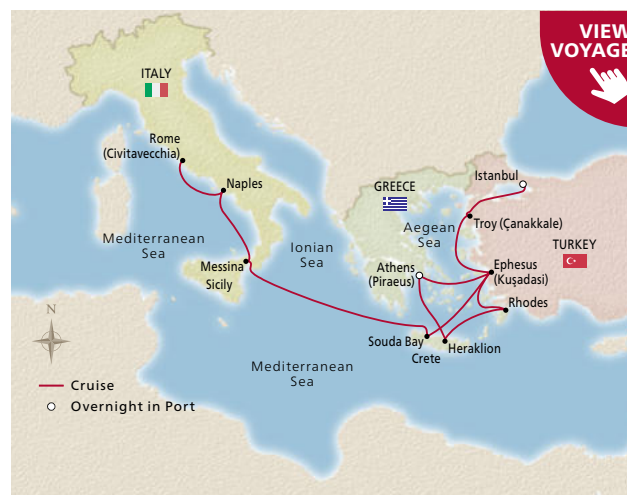 VIEW
VOYAGE
ITALY
Rome
(Civitavecchia)
Naples
GREECE
Istanbul
Troy (Çanakkale)
Aegean
Sea
TURKEY
Mediterranean
Sea
Ionian
Sea
Messina
Sicily
Athens
(Piraeus)
Ephesus
(Kuşadasi)
Rhodes
Souda Bay
Crete
Heraklion
Mediterranean
Sea
N
Cruise
Overnight in Port